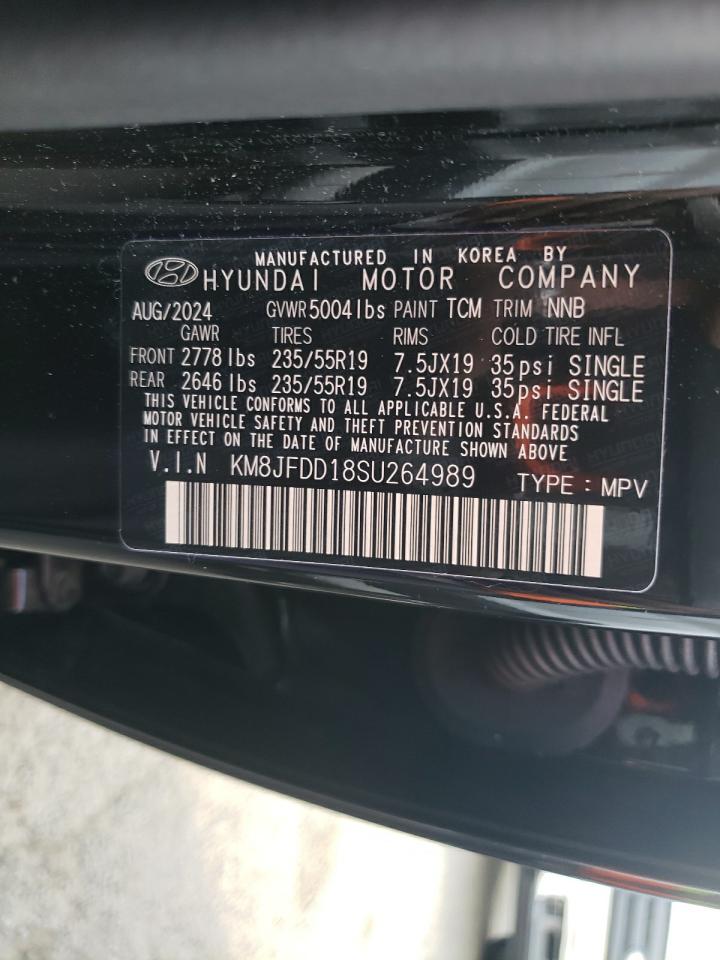 MANUFACTURED IN KOREA BY
HYUNDAI MOTOR COMPANY
AUG/2024 GVWR 5004 lbs PAINT TCM TRIM NNB
GAWR TIRES RIMS COLD TIRE INFL
FRONT 2778 lbs 235/55R19 7.5JX19 35psi SINGLE
REAR 2646 lbs 235/55R19 7.5JX19 35psi SINGLE
THIS VEHICLE CONFORMS TO ALL APPLICABLE U.S.A. FEDERAL
MOTOR VEHICLE SAFETY AND THEFT PREVENTION STANDARDS
IN EFFECT ON THE DATE OF MANUFACTURE SHOWN ABOVE
V.I.N KM8JFDD18SU264989 TYPE : MPV